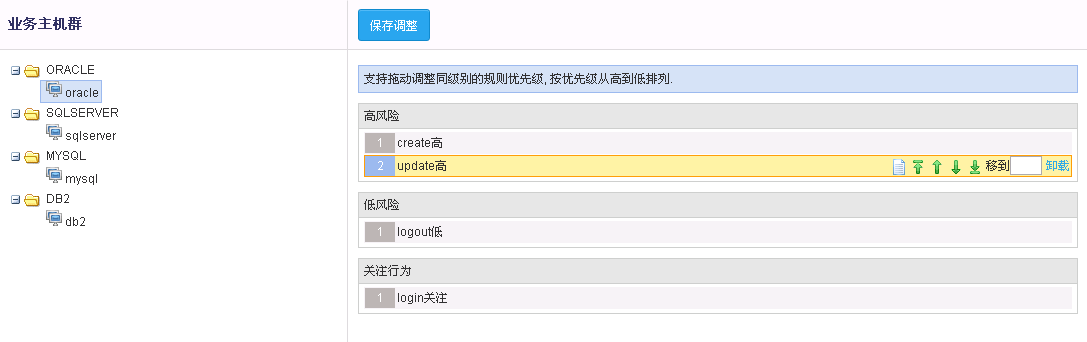 业务主机群
ORACLE
oracle
SQLSERVER
sqlserver
MYSQL
mysql
DB2
db2
保存调整
支持拖动调整同级别的规则优先级, 按优先级从高到低排列.
高风险
1 create高
2 update高 移到 卸载
低风险
1 logout低
关注行为
1 login关注